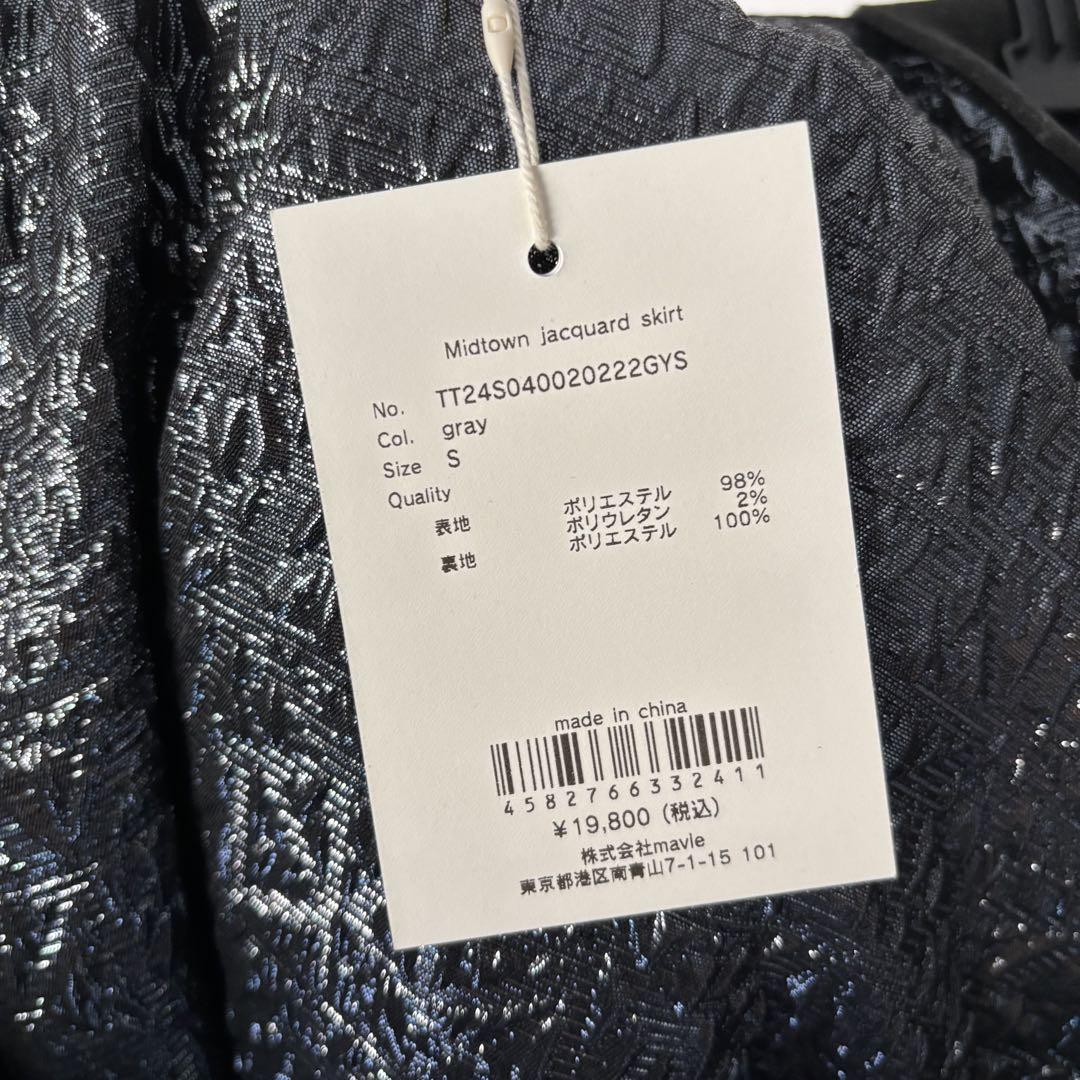 Midtown jacquard skirt
No. TT24S040020222GYS
Col. gray
Size S
Quality
表地 ポリエステル 98%
ポリウレタン 2%
裏地 ポリエステル 100%
made in china
4582766332411
¥19,800 (税込)
株式会社mavie
東京都港区南青山7-1-15 101